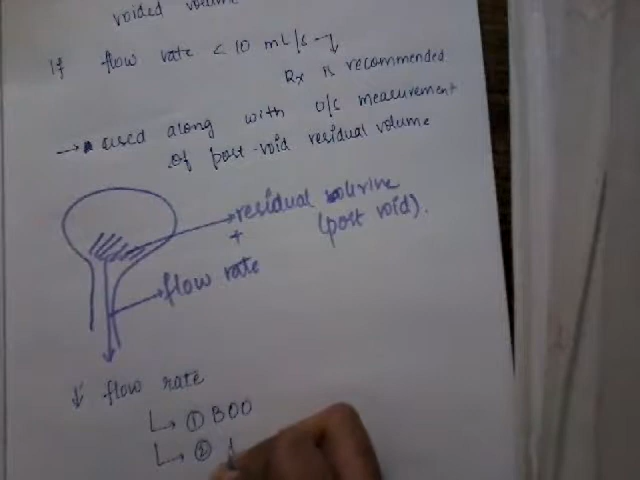 voided volume
If flow rate < 10 mL/s →
Rx is recommended
→ used along with U/S measurement
of post-void residual volume
residual urine
+ (post void).
flow rate
↓ flow rate
↳ ① BOO
↳ ②